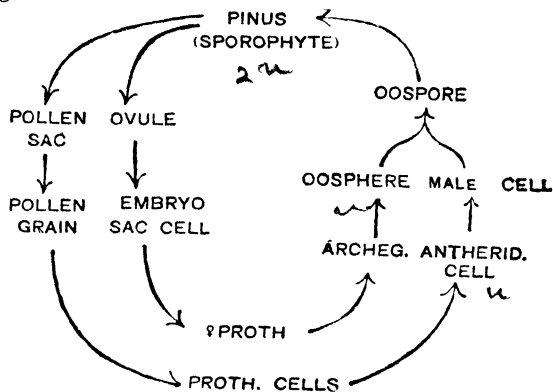 PINUS
(SPOROPHYTE)
2n
OOSPORE
POLLEN
SAC
OVULE
OOSPHERE
MALE CELL
POLLEN
GRAIN
EMBRYO
SAC CELL
n
ÁRCHEG.
ANTHERID.
CELL
n
♀PROTH
PROTH. CELLS